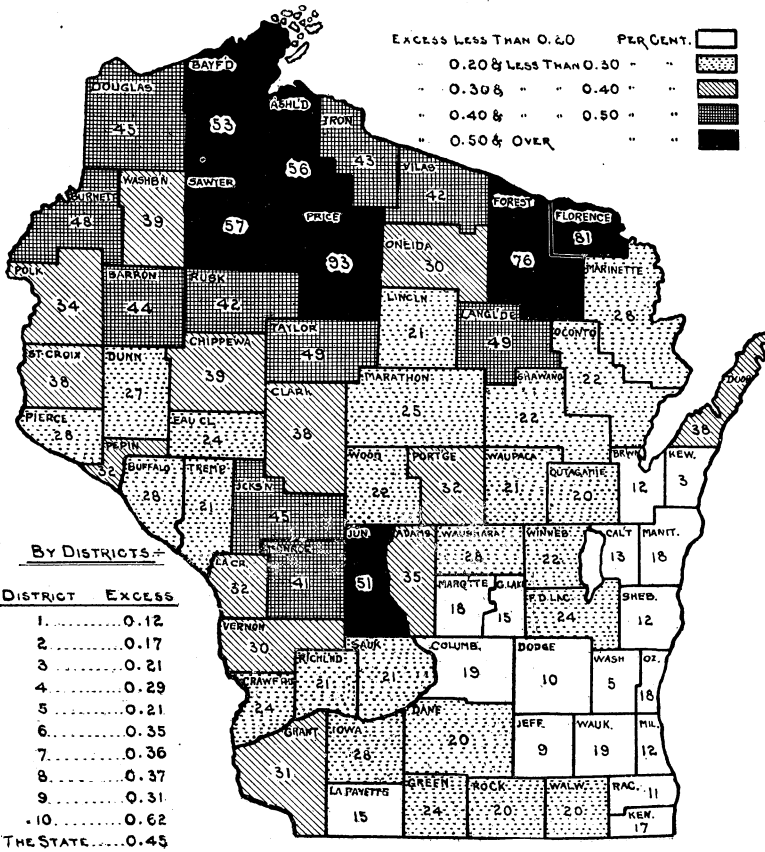 EXCESS LESS THAN 0.20 PER CENT.
" 0.20 & LESS THAN 0.30 " "
" 0.30 & " " 0.40 " "
" 0.40 & " " 0.50 " "
" 0.50 & OVER " "
BAYF'D
53
DOUGLAS
45
ASHL'D
56
IRON
43
VILAS
42
BURNETT
48
WASHB'N
39
SAWYER
57
PRICE
93
FOREST
76
FLORENCE
81
ONEIDA
30
MARINETTE
28
POLK
34
BARRON
44
RUSK
42
LINCLN
21
LANGLDE
49
OCONTO
22
TAYLOR
49
CHIPPEWA
39
ST. CROIX
38
DUNN
27
MARATHON
25
SHAWANO
22
DOOR
38
CLARK
38
PIERCE
28
EAU CL.
24
PEPIN
32
BUFFALO
28
TREMP.
21
WOOD
22
PORTGE
32
WAUPACA
21
OUTAGAMIE
20
BRWN
12
KEW.
3
JCKSN
45
JUN.
51
ADAMS
35
WAUSHARA
28
WINNEB.
22
CAL'T
13
MANIT.
18
LA CR.
32
MONROE
41
MARQTTE
18
G. LAKE
15
F.D. LAC.
24
SHEB.
12
VERNON
30
RICHLND
21
SAUK
21
COLUMB.
19
DODGE
10
WASH
5
OZ.
18
CRAWF'RD
24
GRANT
31
IOWA
28
DANE
20
JEFF.
9
WAUK.
19
MIL.
12
LA FAYETTE
15
GREEN
24
ROCK
20
WALW.
20
RAC.
11
KEN.
17
BY DISTRICTS:-
DISTRICT EXCESS
1........0.12
2........0.17
3........0.21
4........0.29
5........0.21
6........0.35
7........0.36
8........0.37
9........0.31
10........0.62
THE STATE.....0.45